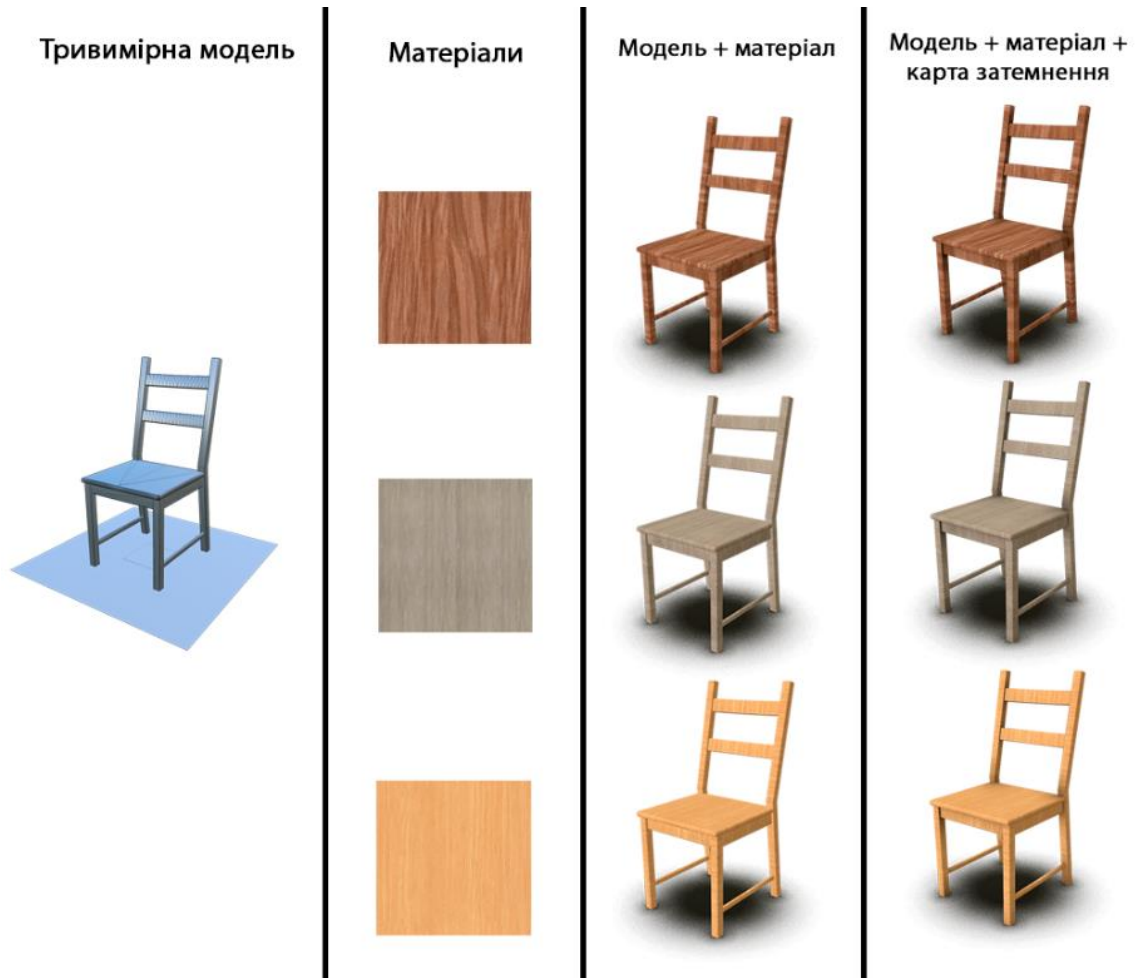 Тривимірна модель
Матеріали
Модель + матеріал
Модель + матеріал +
карта затемнення